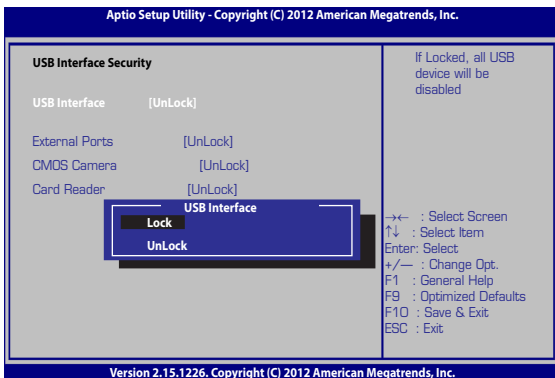 Aptio Setup Utility - Copyright (C) 2012 American Megatrends, Inc.
USB Interface Security
USB Interface [UnLock]
External Ports [UnLock]
CMOS Camera [UnLock]
Card Reader [UnLock]
USB Interface
Lock
UnLock
If Locked, all USB
device will be
disabled
→← : Select Screen
↑↓ : Select Item
Enter: Select
+/— : Change Opt.
F1 : General Help
F9 : Optimized Defaults
F10 : Save & Exit
ESC : Exit
Version 2.15.1226. Copyright (C) 2012 American Megatrends, Inc.